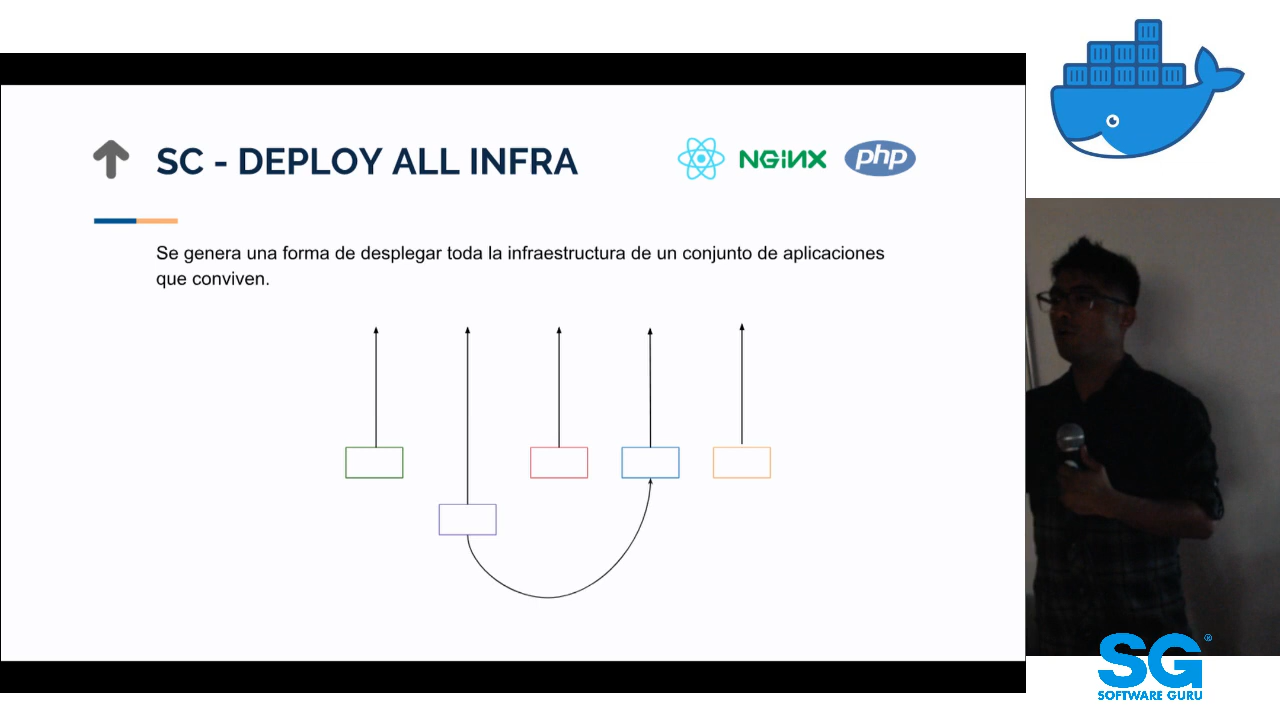 SC - DEPLOY ALL INFRA
NGINX
php
Se genera una forma de desplegar toda la infraestructura de un conjunto de aplicaciones
que conviven.
SG®
SOFTWARE GURU